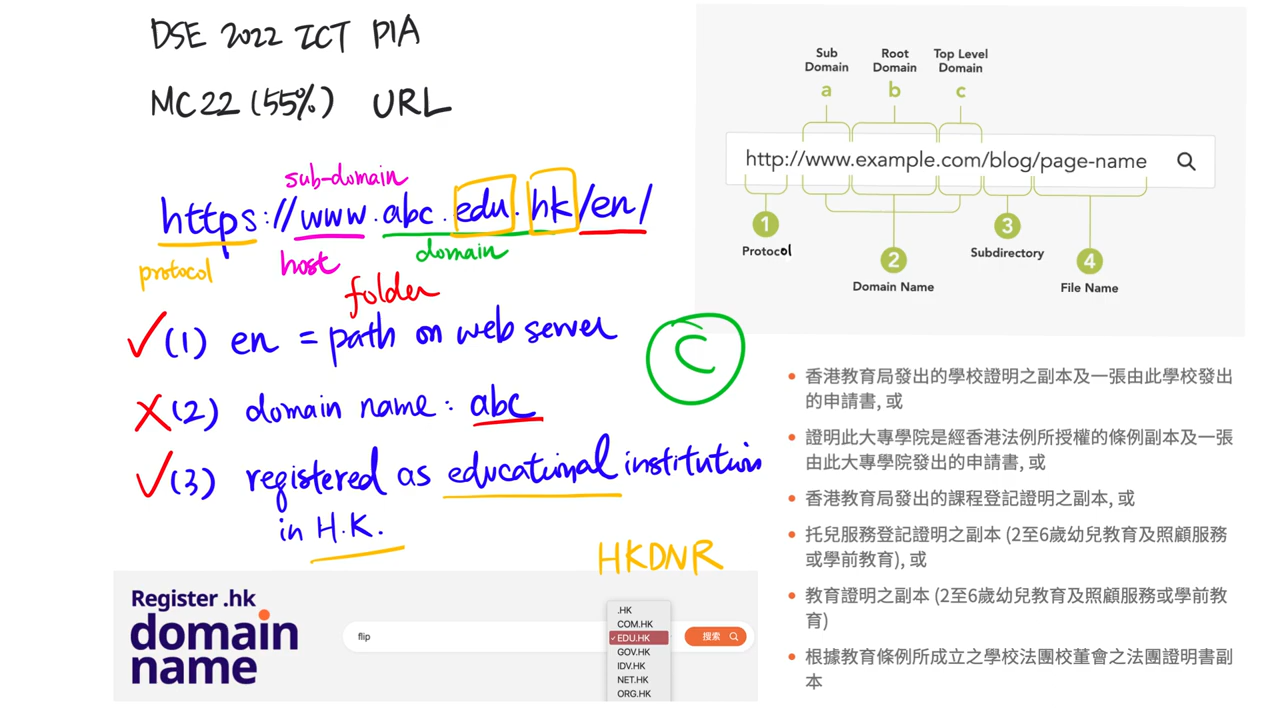 DSE 2022 ICT P1A
MC22 (55%) URL
sub-domain
https://www.abc.edu.hk/en/
protocol
host
domain
folder
✓(1) en = path on web server
✗(2) domain name: abc
✓(3) registered as educational institution
in H.K.
C
HKDNR
Register .hk
domain
name
flip
.HK
COM.HK
✓ EDU.HK
GOV.HK
IDV.HK
NET.HK
ORG.HK
搜索
Sub Domain
a
Root Domain
b
Top Level Domain
c
http://www.example.com/blog/page-name
1
Protocol
2
Domain Name
3
Subdirectory
4
File Name
• 香港教育局發出的學校證明之副本及一張由此學校發出
的申請書, 或
• 證明此大專學院是經香港法例所授權的條例副本及一張
由此大專學院發出的申請書, 或
• 香港教育局發出的課程登記證明之副本, 或
• 托兒服務登記證明之副本 (2至6歲幼兒教育及照顧服務
或學前教育), 或
• 教育證明之副本 (2至6歲幼兒教育及照顧服務或學前教
育)
• 根據教育條例所成立之學校法團校董會之法團證明書副
本